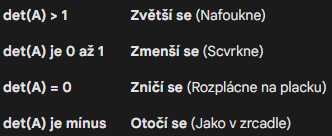 det(A) > 1 Zvětší se (Nafoukne)
det(A) je 0 až 1 Zmenší se (Scvrkne)
det(A) = 0 Zničí se (Rozplácne na placku)
det(A) je mínus Otočí se (Jako v zrcadle)